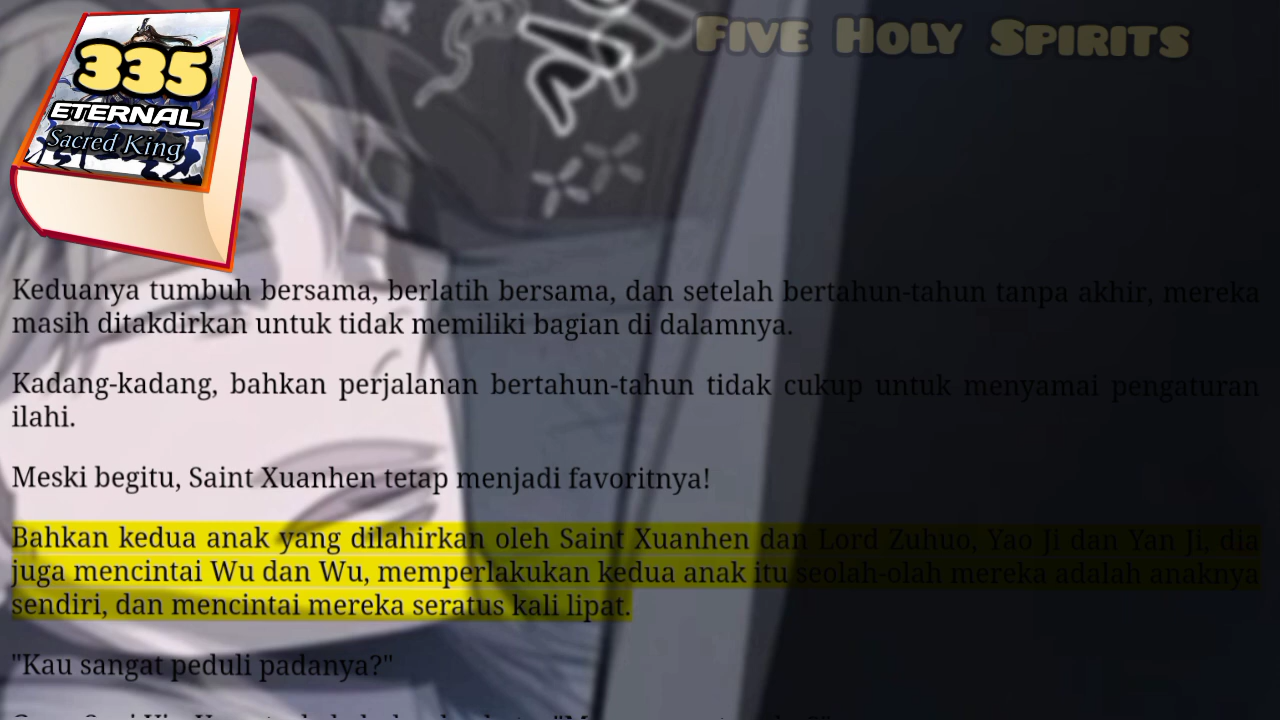 335
ETERNAL
Sacred King
FIVE HOLY SPIRITS
Keduanya tumbuh bersama, berlatih bersama, dan setelah bertahun-tahun tanpa akhir, mereka
masih ditakdirkan untuk tidak memiliki bagian di dalamnya.
Kadang-kadang, bahkan perjalanan bertahun-tahun tidak cukup untuk menyamai pengaturan
ilahi.
Meski begitu, Saint Xuanhen tetap menjadi favoritnya!
Bahkan kedua anak yang dilahirkan oleh Saint Xuanhen dan Lord Zuhuo, Yao Ji dan Yan Ji, dia
juga mencintai Wu dan Wu, memperlakukan kedua anak itu seolah-olah mereka adalah anaknya
sendiri, dan mencintai mereka seratus kali lipat.
"Kau sangat peduli padanya?"